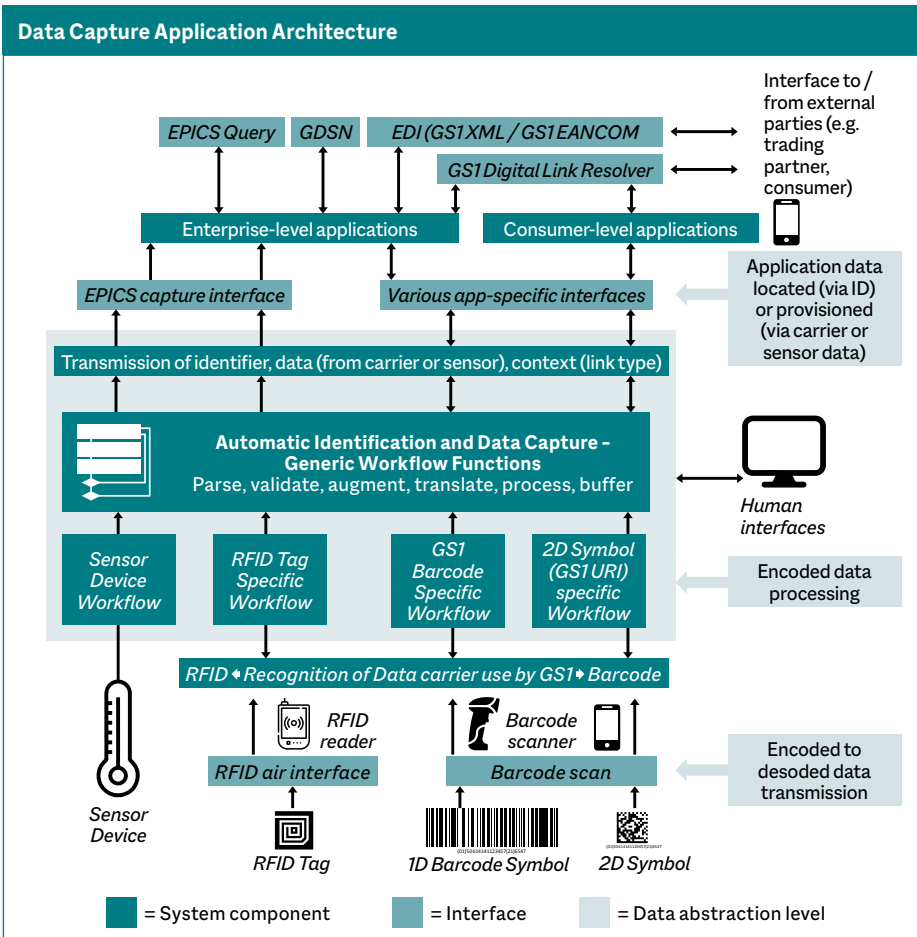 Data Capture Application Architecture
Interface to /
from external
parties (e.g.
trading
partner,
consumer)
EPICS Query
GDSN
EDI (GS1 XML / GS1 EANCOM
GS1 Digital Link Resolver
Enterprise-level applications
Consumer-level applications
EPICS capture interface
Various app-specific interfaces
Application data
located (via ID)
or provisioned
(via carrier or
sensor data)
Transmission of identifier, data (from carrier or sensor), context (link type)
Automatic Identification and Data Capture –
Generic Workflow Functions
Parse, validate, augment, translate, process, buffer
Human
interfaces
Sensor
Device
Workflow
RFID Tag
Specific
Workflow
GS1
Barcode
Specific
Workflow
2D Symbol
(GS1 URI)
specific
Workflow
Encoded data
processing
RFID Recognition of Data carrier use by GS1 Barcode
RFID
reader
Barcode
scanner
RFID air interface
Barcode scan
Encoded to
desoded data
transmission
Sensor
Device
RFID Tag
1D Barcode Symbol
2D Symbol
= System component
= Interface
= Data abstraction level